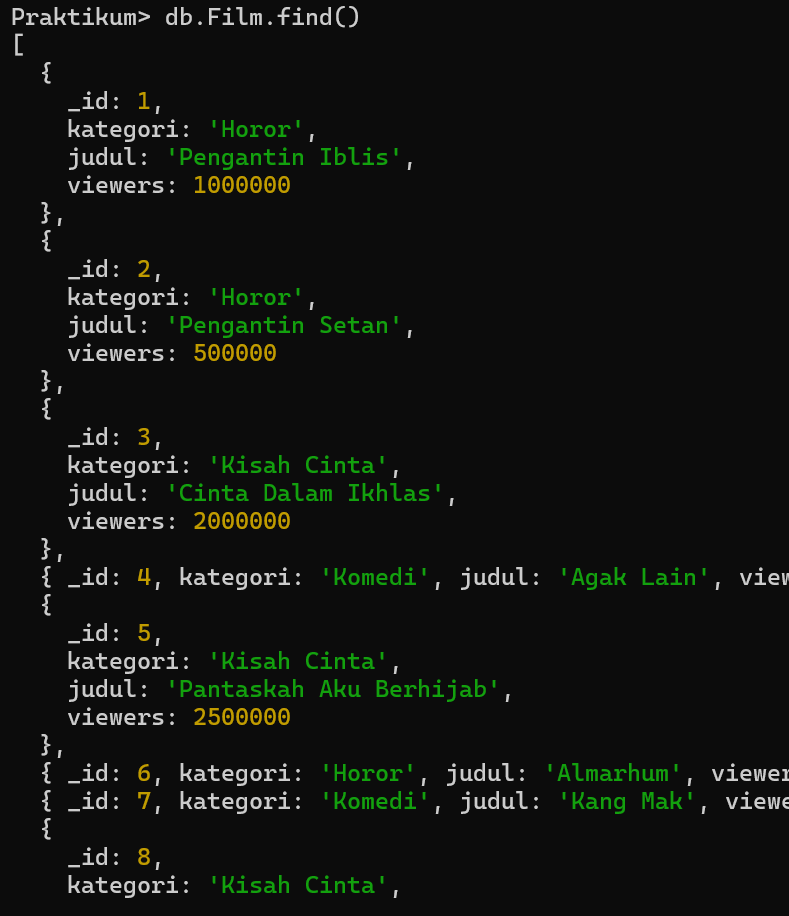 Praktikum> db.Film.find()
[
  {
    _id: 1,
    kategori: 'Horor',
    judul: 'Pengantin Iblis',
    viewers: 1000000
  },
  {
    _id: 2,
    kategori: 'Horor',
    judul: 'Pengantin Setan',
    viewers: 500000
  },
  {
    _id: 3,
    kategori: 'Kisah Cinta',
    judul: 'Cinta Dalam Ikhlas',
    viewers: 2000000
  },
  { _id: 4, kategori: 'Komedi', judul: 'Agak Lain', view
  {
    _id: 5,
    kategori: 'Kisah Cinta',
    judul: 'Pantaskah Aku Berhijab',
    viewers: 2500000
  },
  { _id: 6, kategori: 'Horor', judul: 'Almarhum', viewer
  { _id: 7, kategori: 'Komedi', judul: 'Kang Mak', viewe
  {
    _id: 8,
    kategori: 'Kisah Cinta',